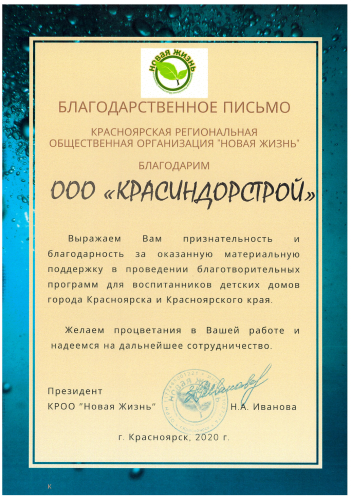 НОВАЯ ЖИЗНЬ
БЛАГОДАРСТВЕННОЕ ПИСЬМО
КРАСНОЯРСКАЯ РЕГИОНАЛЬНАЯ
ОБЩЕСТВЕННАЯ ОРГАНИЗАЦИЯ "НОВАЯ ЖИЗНЬ"
БЛАГОДАРИМ
ООО «КРАСИНДОРСТРОЙ»
Выражаем Вам признательность и
благодарность за оказанную материальную
поддержку в проведении благотворительных
программ для воспитанников детских домов
города Красноярска и Красноярского края.
Желаем процветания в Вашей работе и
надеемся на дальнейшее сотрудничество.
Президент
КРОО "Новая Жизнь"
Н.А. Иванова
г. Красноярск, 2020 г.